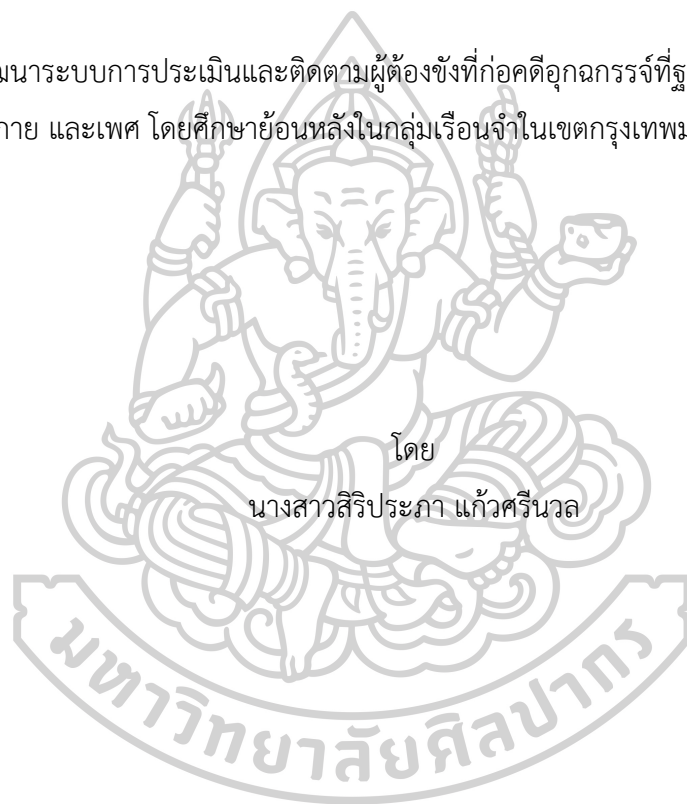 ฒนาระบบการประเมินและติดตามผู้ต้องขังที่ก่อคดีอุกฉกรรจ์ที่ฐ
กาย และเพศ โดยศึกษาย้อนหลังในกลุ่มเรือนจำในเขตกรุงเทพม
โดย
นางสาวสิริประภา แก้วศรีนวล
มหาวิทยาลัยศิลปากร